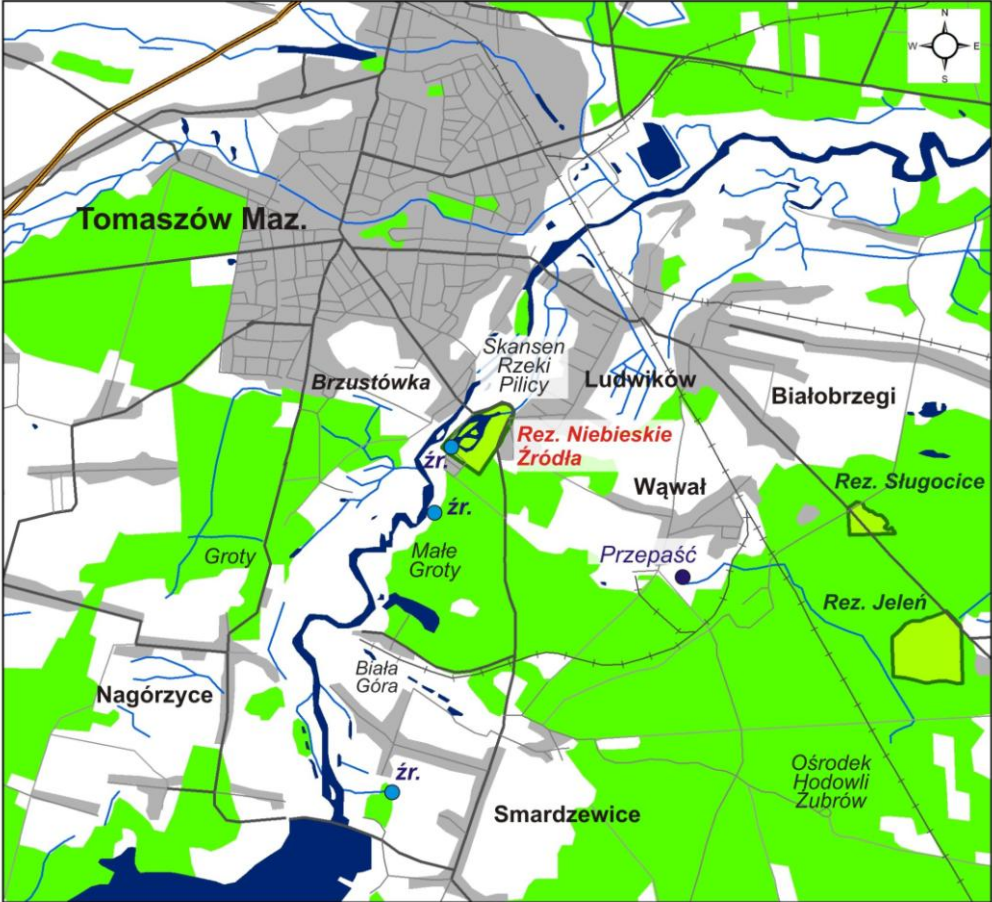 N
W E
S
Tomaszów Maz.
Skansen
Rzeki
Pilicy
Brzustówka
Ludwików
Białobrzegi
Rez. Niebieskie
Źródła
źr.
Rez. Sługocice
Wąwał
źr.
Groty
Małe
Groty
Przepaść
Rez. Jeleń
Biała
Góra
Nagórzyce
źr.
Ośrodek
Hodowli
Żubrów
Smardzewice